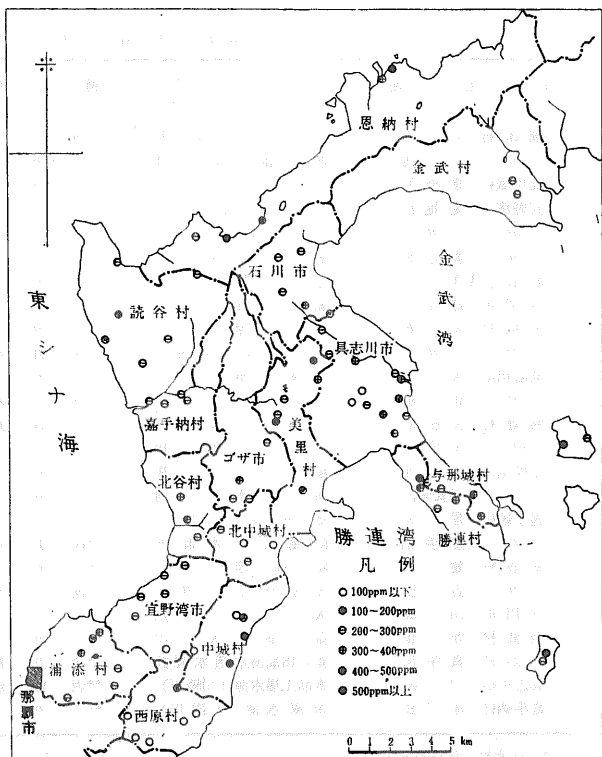 恩納村
金武村
金武湾
石川市
東シナ海
読谷村
具志川市
嘉手納村
美里村
ゴザ市
北谷村
与那城村
勝連村
北中城村
勝連湾
凡例
100ppm以下
100~200ppm
200~300ppm
300~400ppm
400~500ppm
500ppm以上
宜野湾市
中城村
浦添村
那覇市
西原村
0 1 2 3 4 5 km